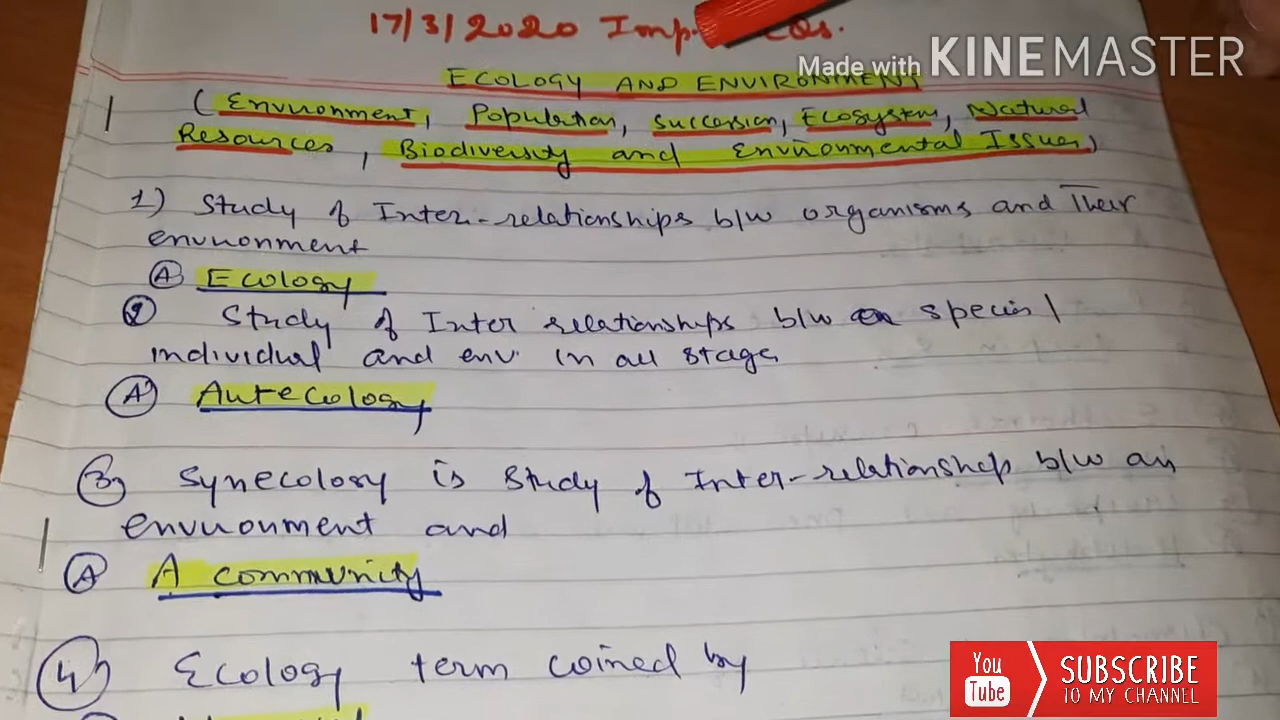 17/3/2020 Imp Qs.
Made with KINEMASTER
ECOLOGY AND ENVIRONMENT
(Environment, Population, Succession, Ecosystem, Natural
Resources, Biodiversity and Environmental Issues)
1) Study of Inter-relationships b/w organisms and Their
environment
A Ecology
2 Study of Inter relationships b/w special
individual and env. in all stage
A Autecology
3 Synecology is study of Inter-relationship b/w an
environment and
A A community
4 Ecology term coined by
You Tube
SUBSCRIBE
TO MY CHANNEL